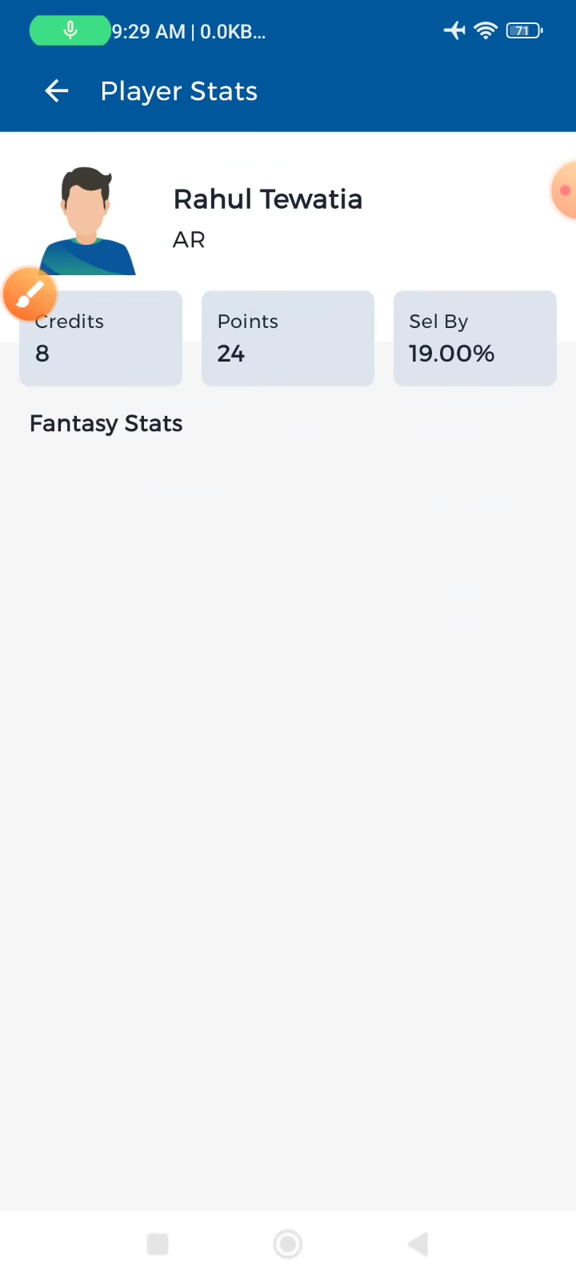 9:29 AM | 0.0KB...
71
Player Stats
Rahul Tewatia
AR
Credits
8
Points
24
Sel By
19.00%
Fantasy Stats